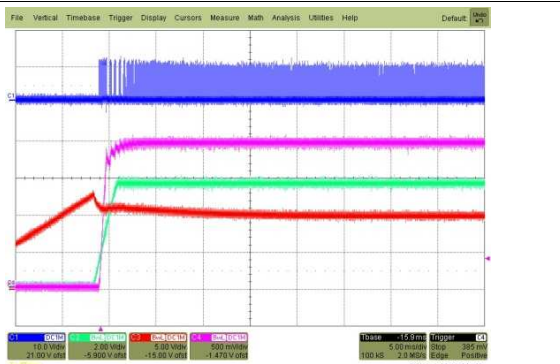 File Vertical Timebase Trigger Display Cursors Measure Math Analysis Utilities Help Default Undo
C1
C1 DC1M C2 BwL DC1M C3 BwL DC1M C4 BwL DC1M Tbase -15.9 ms Trigger C4
10.0 V/div 2.00 V/div 5.00 V/div 500 mV/div 5.00 ms/div Stop 385 mV
21.00 V ofst -5.900 V ofst -15.00 V ofst -1.470 V ofst 100 kS 2.0 MS/s Edge Positive